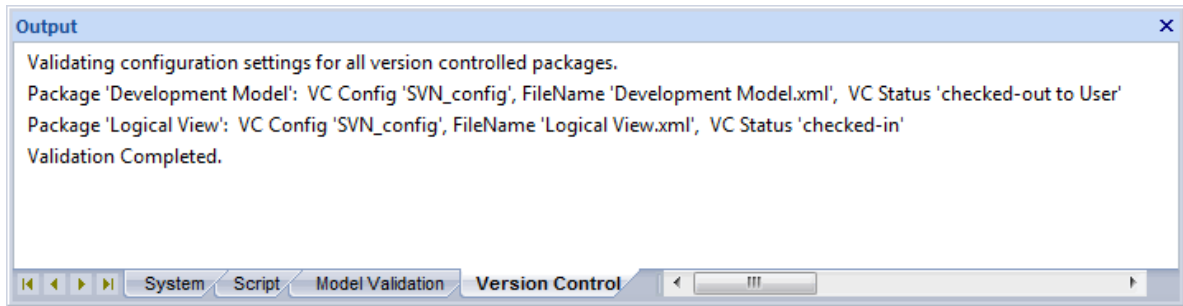 Output
Validating configuration settings for all version controlled packages.
Package 'Development Model':  VC Config 'SVN_config', FileName 'Development Model.xml',  VC Status 'checked-out to User'
Package 'Logical View':  VC Config 'SVN_config', FileName 'Logical View.xml',  VC Status 'checked-in'
Validation Completed.
System Script Model Validation Version Control